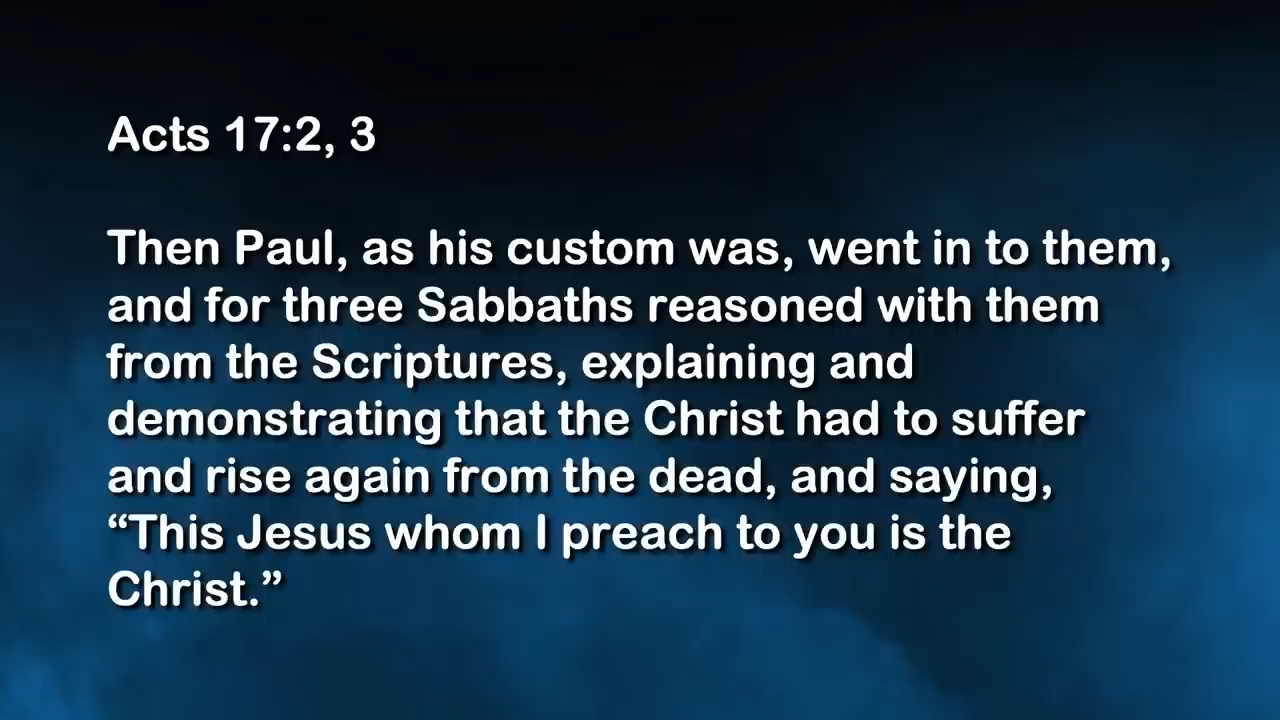 Acts 17:2, 3
Then Paul, as his custom was, went in to them,
and for three Sabbaths reasoned with them
from the Scriptures, explaining and
demonstrating that the Christ had to suffer
and rise again from the dead, and saying,
“This Jesus whom I preach to you is the
Christ.”